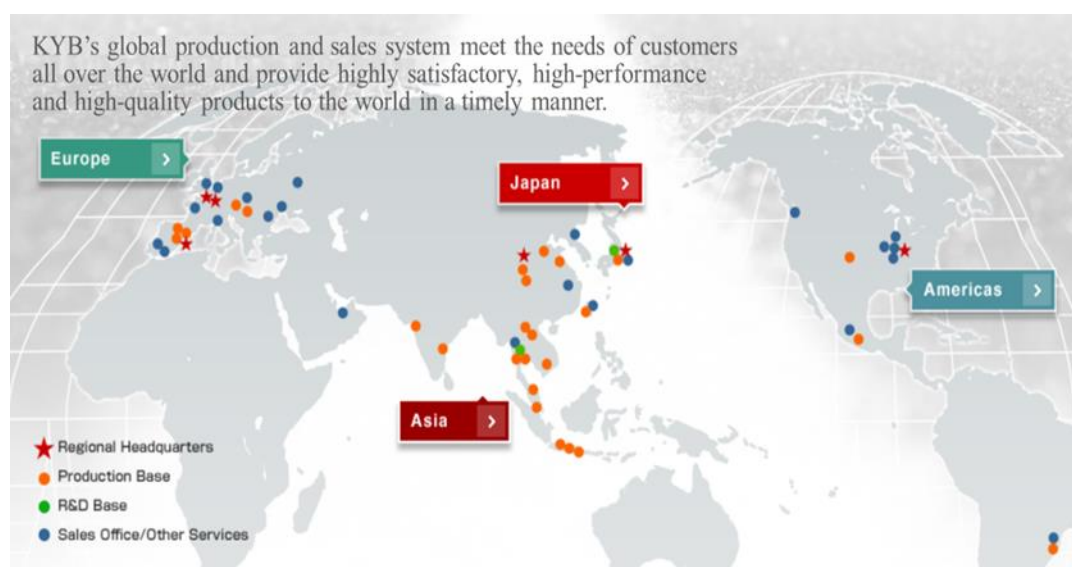 KYB's global production and sales system meet the needs of customers
all over the world and provide highly satisfactory, high-performance
and high-quality products to the world in a timely manner.
Europe
Japan
Americas
Asia
Regional Headquarters
Production Base
R&D Base
Sales Office/Other Services